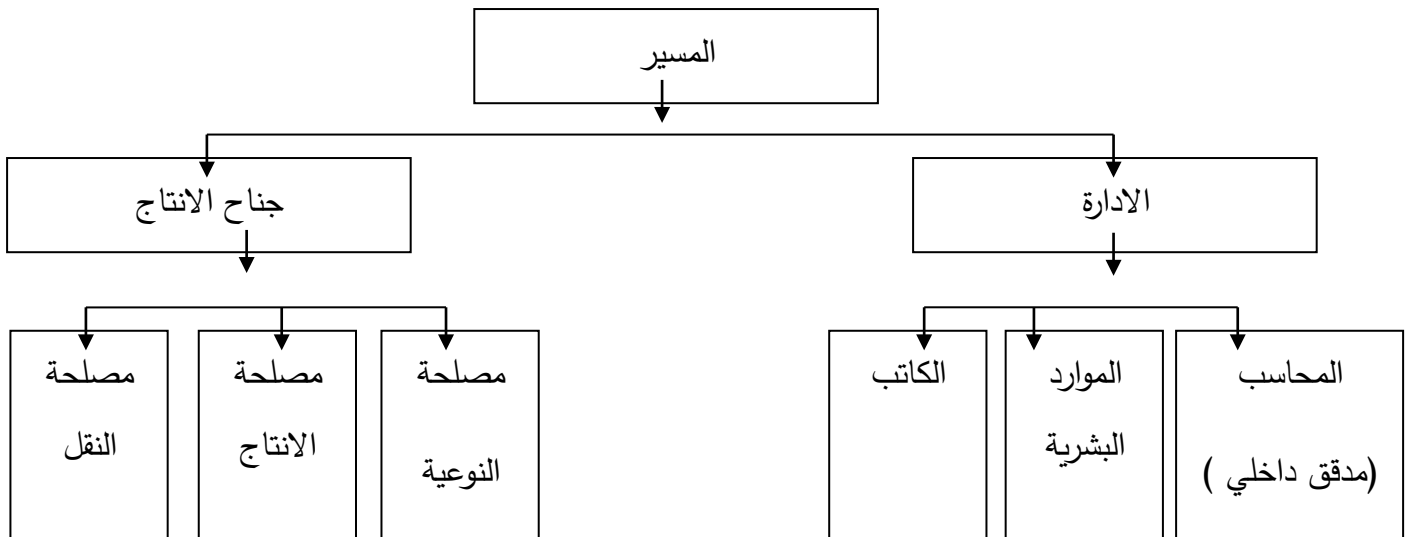 المسير
الادارة
جناح الانتاج
المحاسب
(مدقق داخلي )
الموارد
البشرية
الكاتب
مصلحة
النوعية
مصلحة
الانتاج
مصلحة
النقل